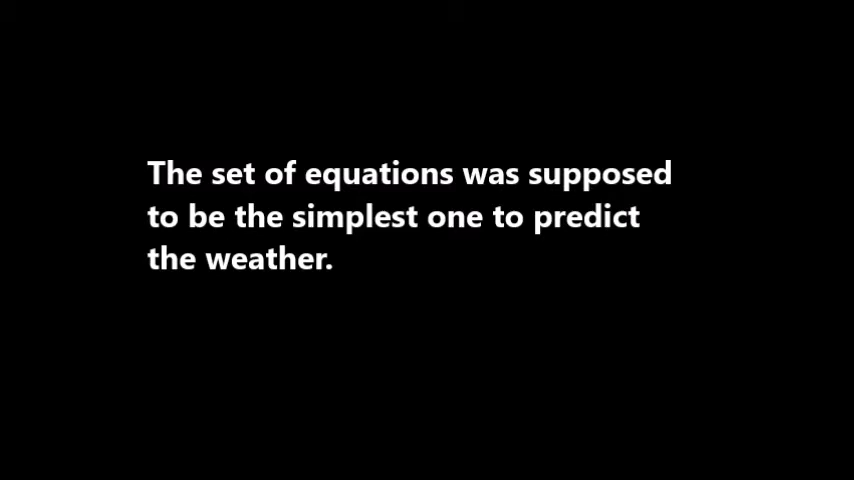 The set of equations was supposed
to be the simplest one to predict
the weather.